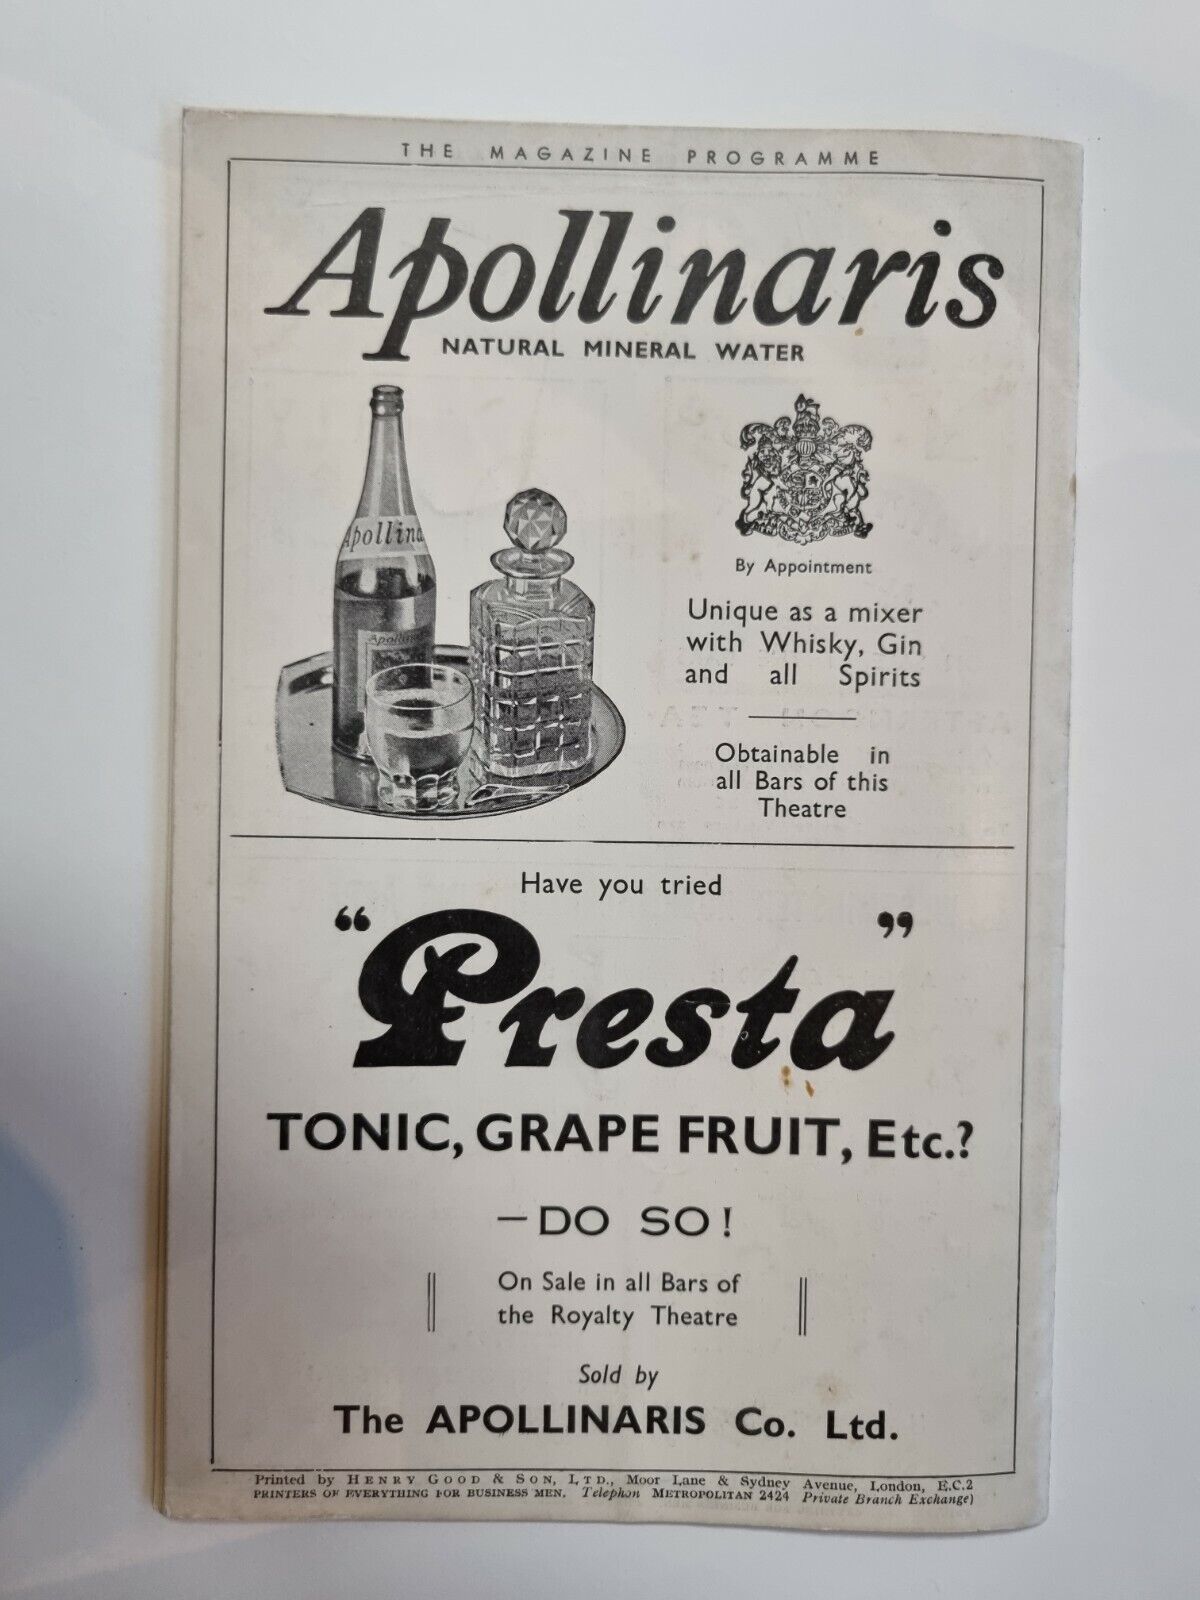 THE MAGAZINE PROGRAMME
Apollinaris
NATURAL MINERAL WATER
Apollina
Apollinar
By Appointment
Unique as a mixer
with Whisky, Gin
and all Spirits
Obtainable in
all Bars of this
Theatre
Have you tried
"Presta"
TONIC, GRAPE FRUIT, Etc.?
—DO SO!
On Sale in all Bars of
the Royalty Theatre
Sold by
The APOLLINARIS Co. Ltd.
Printed by HENRY GOOD & SON, LTD., Moor Lane & Sydney Avenue, London, E.C.2
PRINTERS OF EVERYTHING FOR BUSINESS MEN. Telephon METROPOLITAN 2424 Private Branch Exchange)